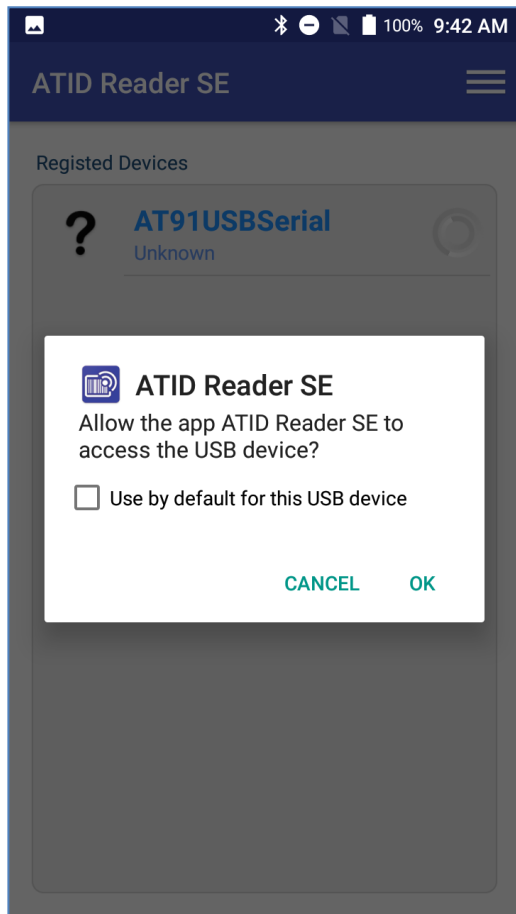 100% 9:42 AM
ATID Reader SE
Registed Devices
?
AT91USBSerial
Unknown
ATID Reader SE
Allow the app ATID Reader SE to
access the USB device?
Use by default for this USB device
CANCEL OK